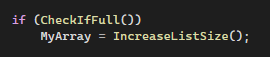 if (CheckIfFull())
    MyArray = IncreaseListSize();